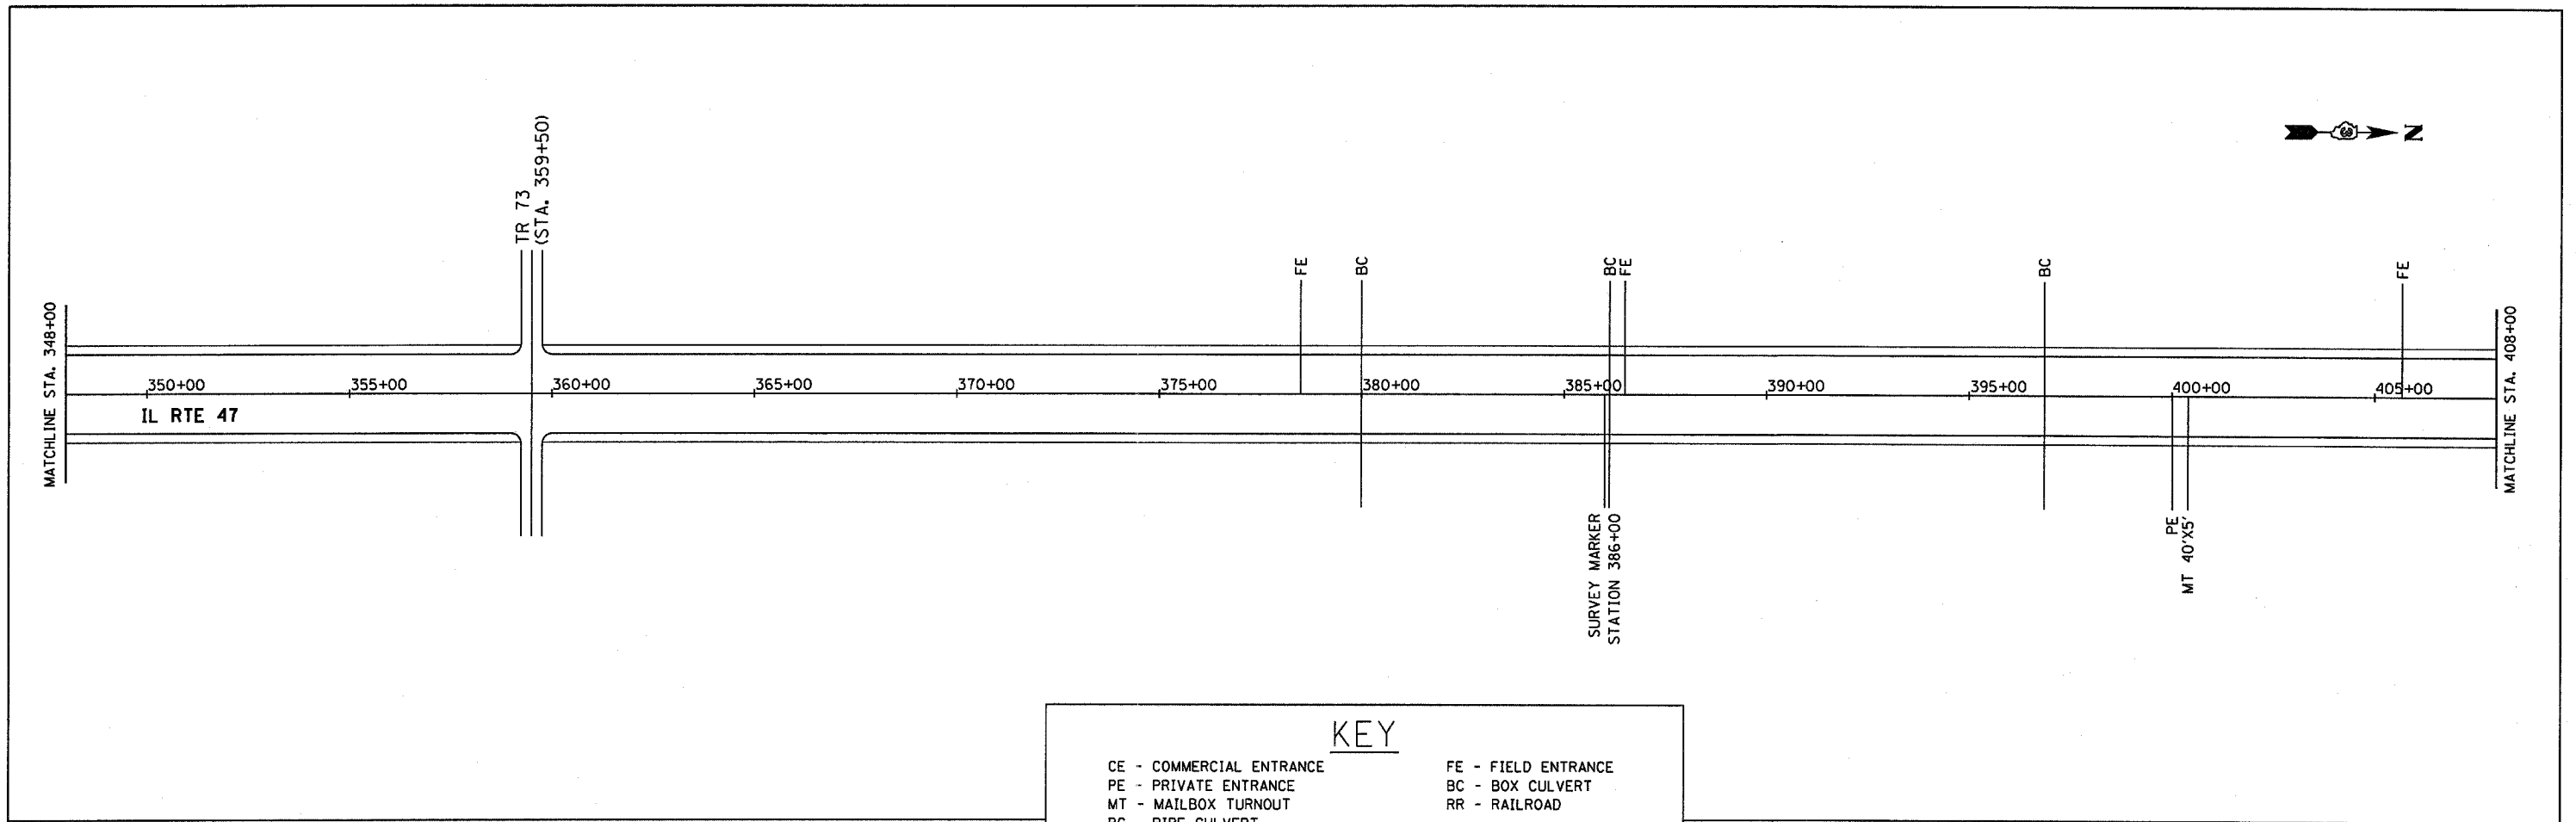 N
TR 73
(STA. 359+50)
FE
BC
BC
FE
BC
FE
MATCHLINE STA. 348+00
350+00
355+00
360+00
365+00
370+00
375+00
380+00
385+00
390+00
395+00
400+00
405+00
MATCHLINE STA. 408+00
IL RTE 47
SURVEY MARKER
STATION 386+00
PE
MT 40'X5'
KEY
CE - COMMERCIAL ENTRANCE
FE - FIELD ENTRANCE
PE - PRIVATE ENTRANCE
BC - BOX CULVERT
MT - MAILBOX TURNOUT
RR - RAILROAD
PIPE CULVERT